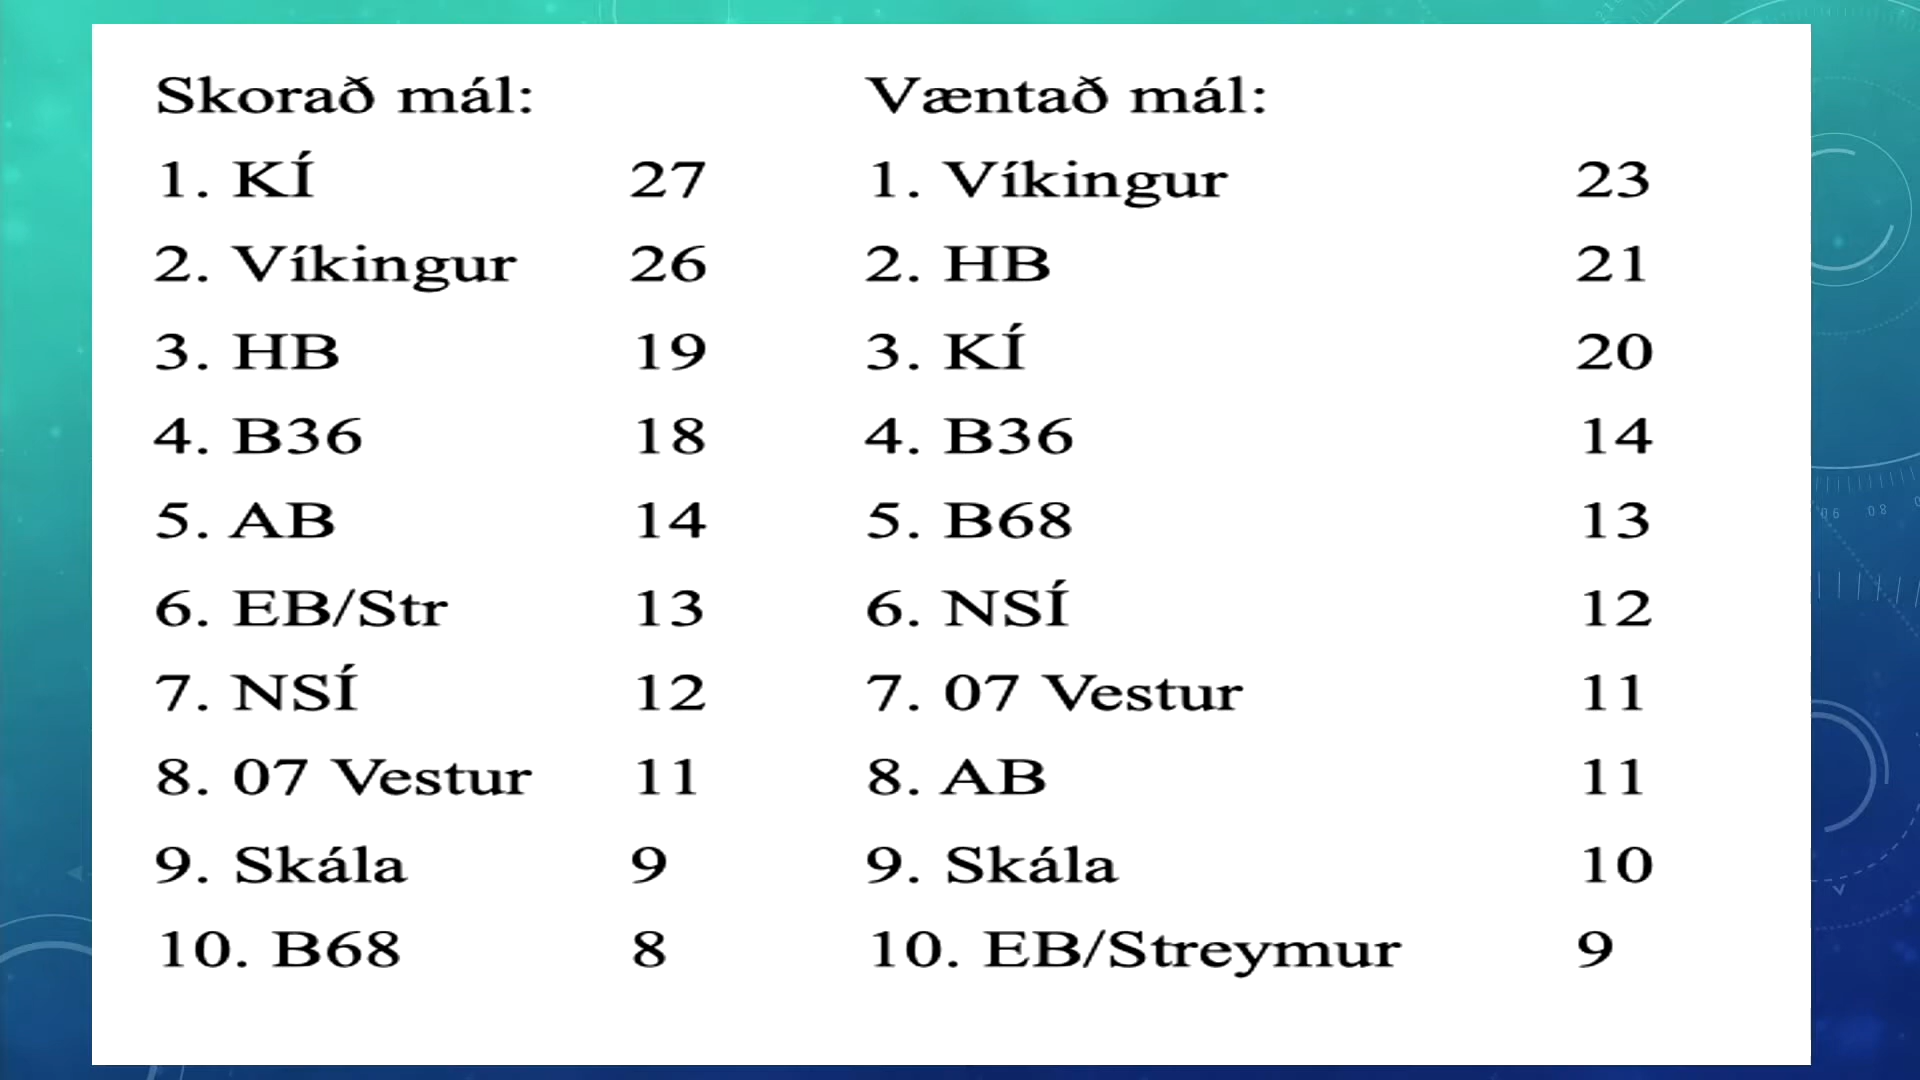 Skorað mál:
1. KÍ 27
2. Víkingur 26
3. HB 19
4. B36 18
5. AB 14
6. EB/Str 13
7. NSÍ 12
8. 07 Vestur 11
9. Skála 9
10. B68 8
Væntað mál:
1. Víkingur 23
2. HB 21
3. KÍ 20
4. B36 14
5. B68 13
6. NSÍ 12
7. 07 Vestur 11
8. AB 11
9. Skála 10
10. EB/Streymur 9
06 08